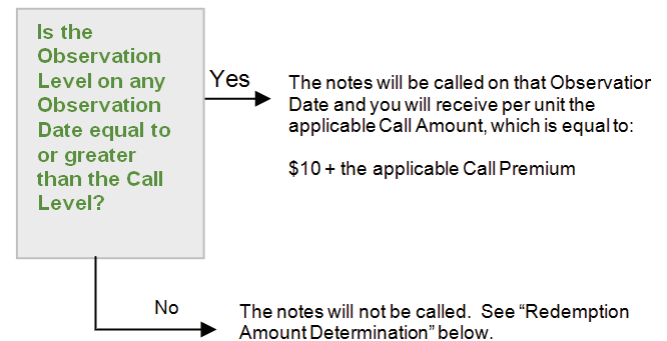 Is the
Observation
Level on any
Observation
Date equal to
or greater
than the Call
Level?
Yes
The notes will be called on that Observation
Date and you will receive per unit the
applicable Call Amount, which is equal to:
$10 + the applicable Call Premium
No
The notes will not be called. See “Redemption
Amount Determination” below.